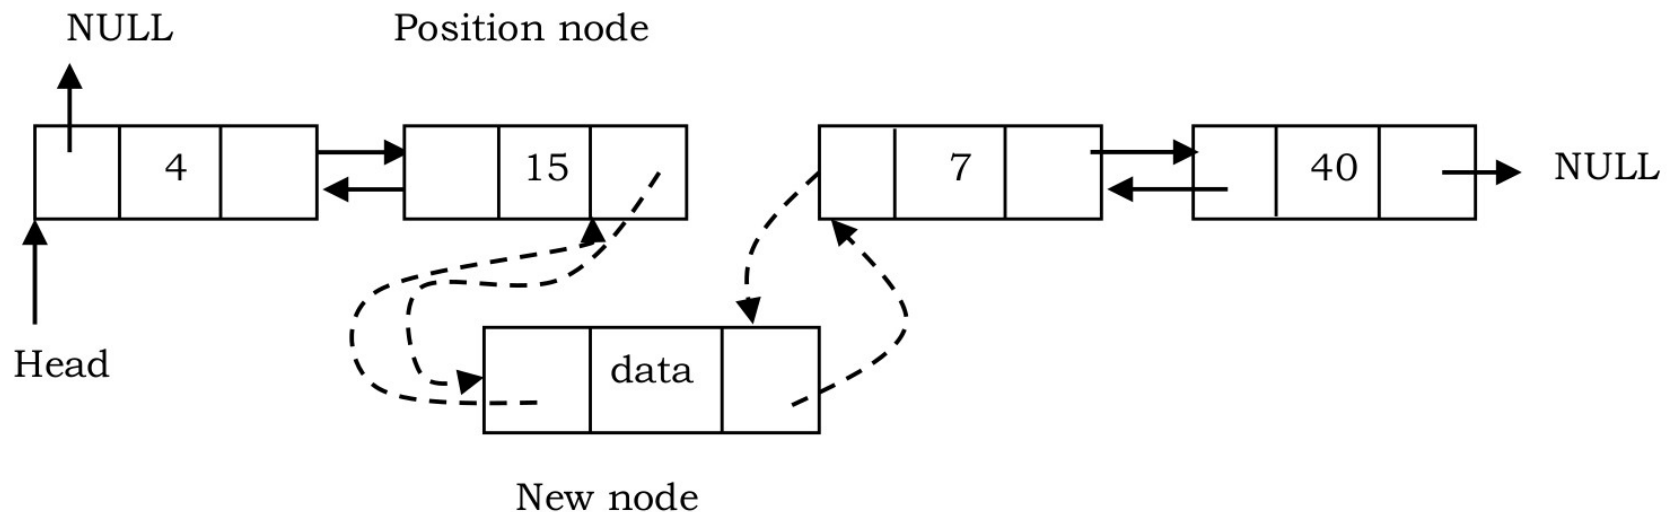 NULL
Position node
4
15
7
40
NULL
Head
data
New node